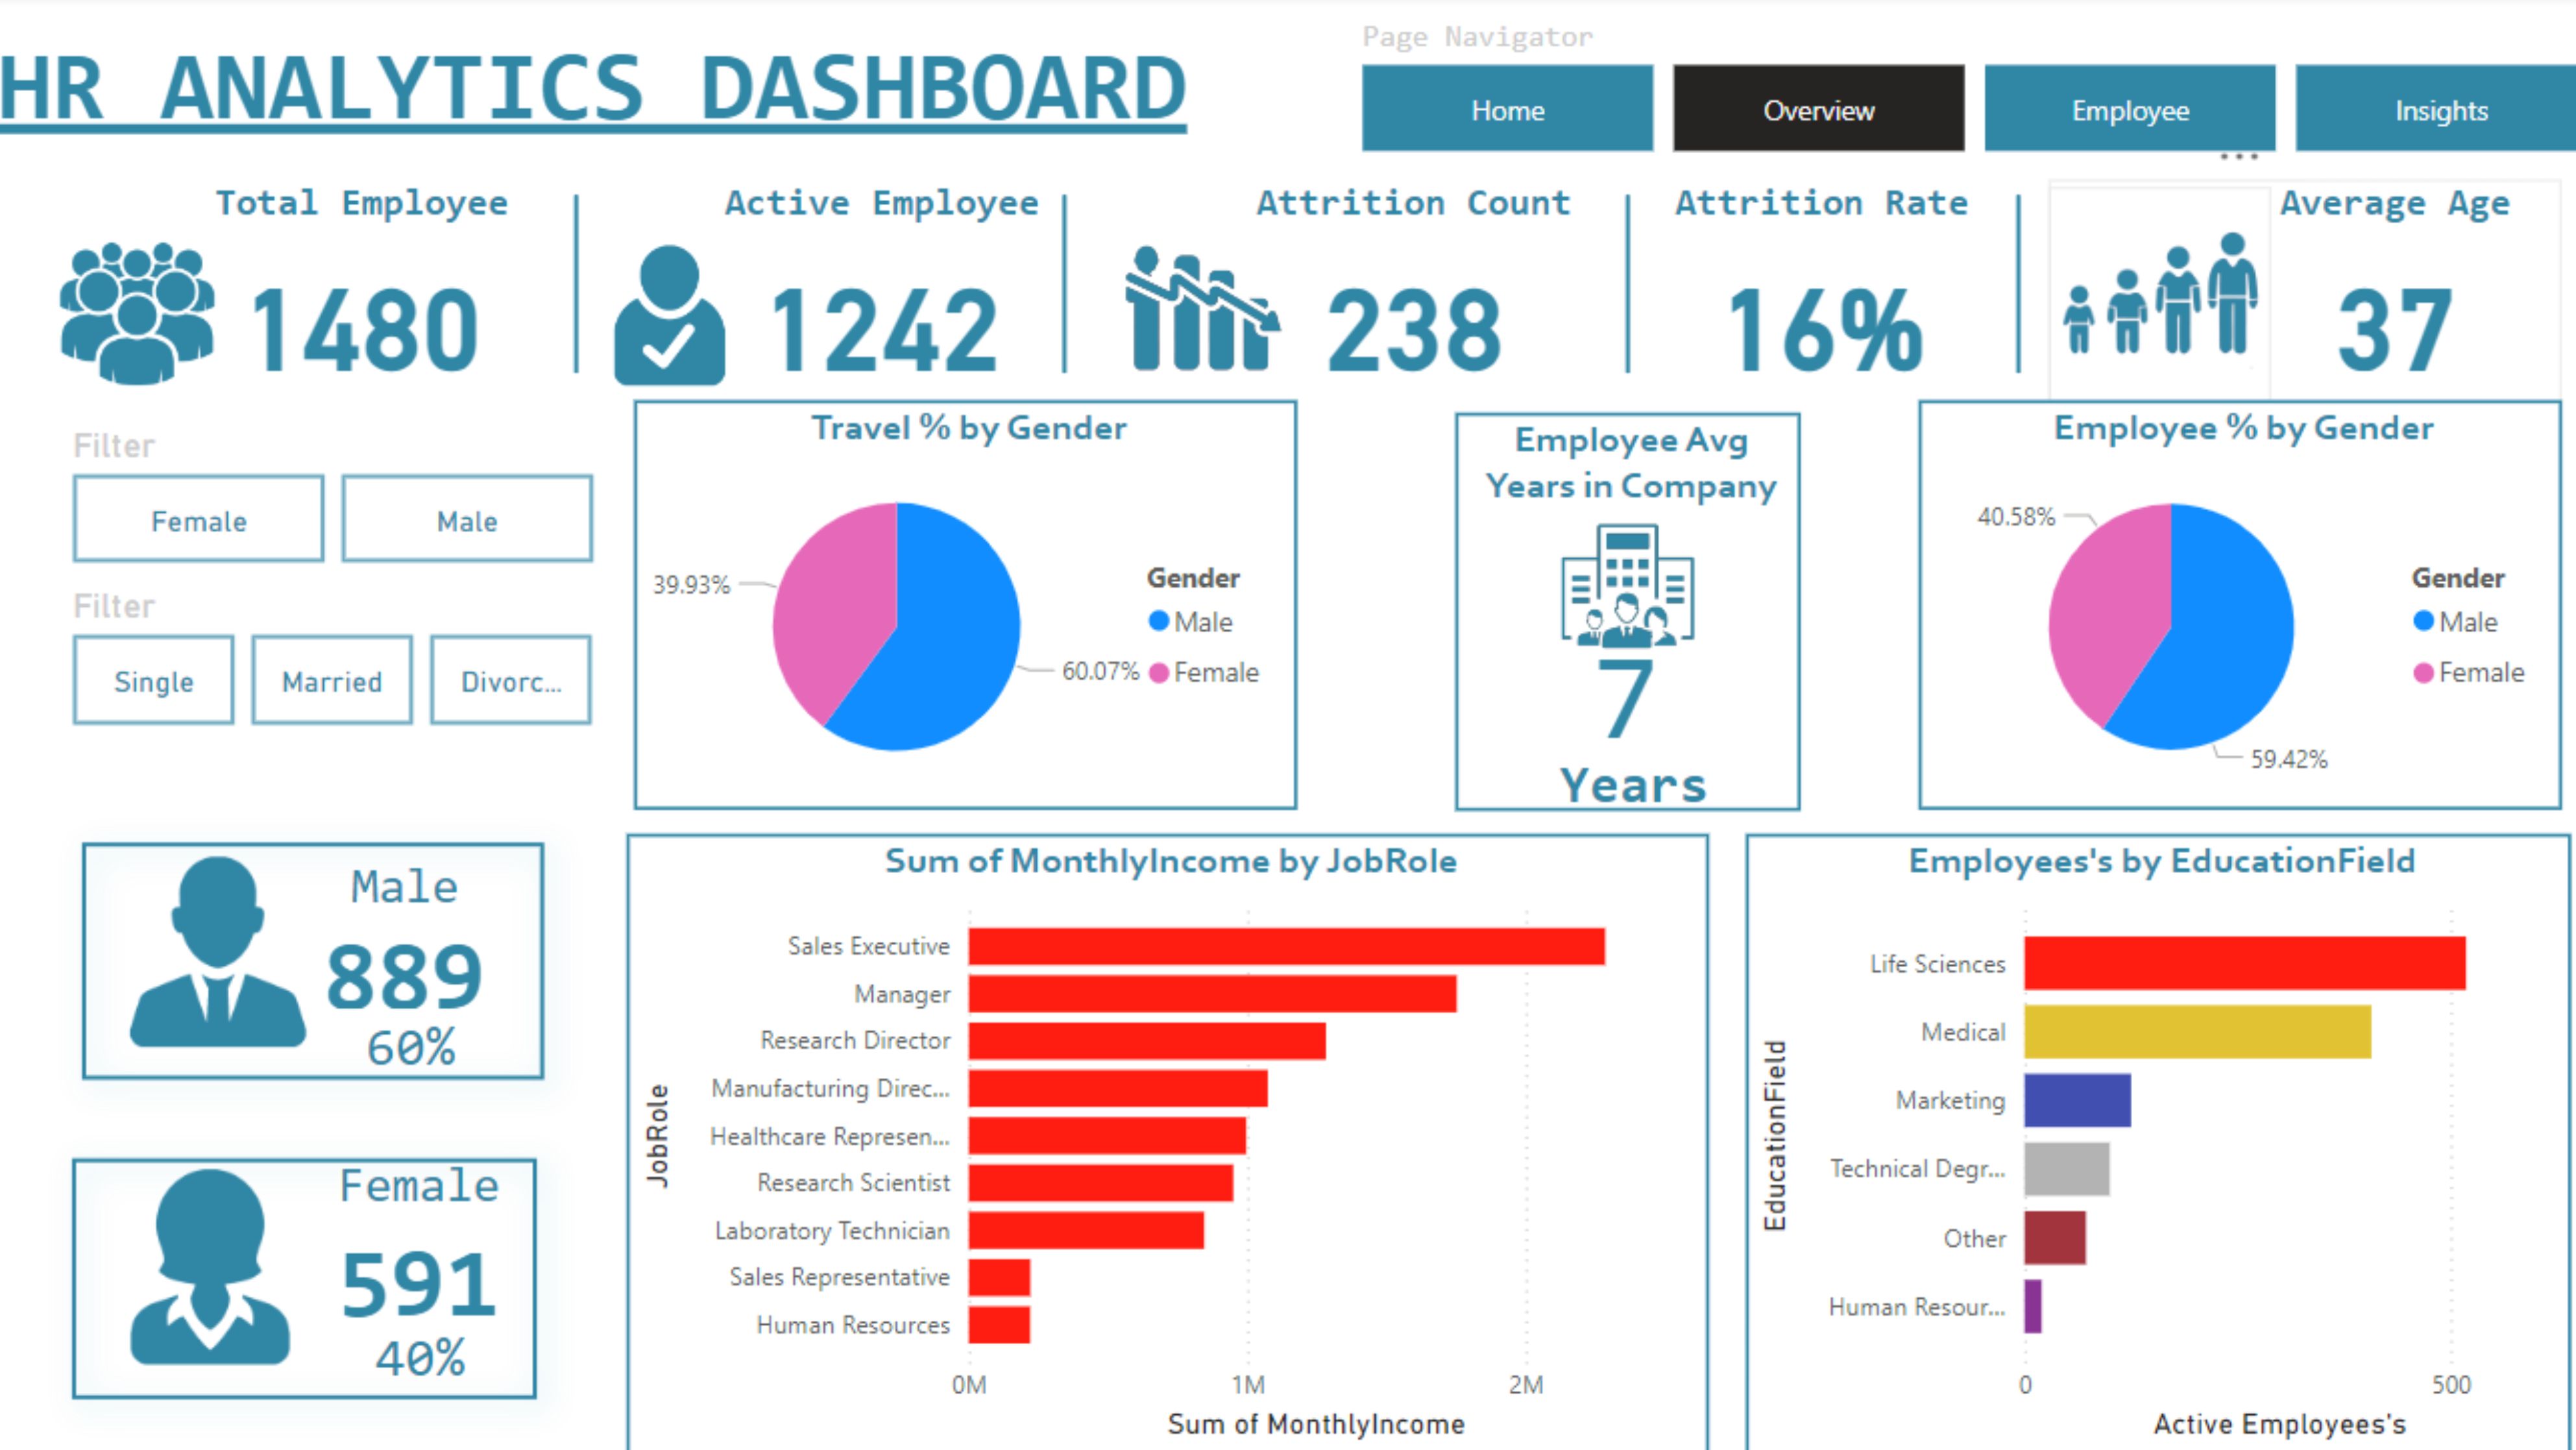 Page Navigator
HR ANALYTICS DASHBOARD
Home
Overview
Employee
Insights
Total Employee
Active Employee
Attrition Count
Attrition Rate
Average Age
1480
1242
238
16%
37
Filter
Female
Male
Filter
Single
Married
Divorc...
Travel % by Gender
39.93%
60.07%
Gender
Male
Female
Employee Avg
Years in Company
7
Years
Employee % by Gender
40.58%
59.42%
Gender
Male
Female
Male
889
60%
Female
591
40%
Sum of MonthlyIncome by JobRole
JobRole
Sales Executive
Manager
Research Director
Manufacturing Direc...
Healthcare Represen...
Research Scientist
Laboratory Technician
Sales Representative
Human Resources
0M
1M
2M
Sum of MonthlyIncome
Employees's by EducationField
EducationField
Life Sciences
Medical
Marketing
Technical Degr...
Other
Human Resour...
0
500
Active Employees's